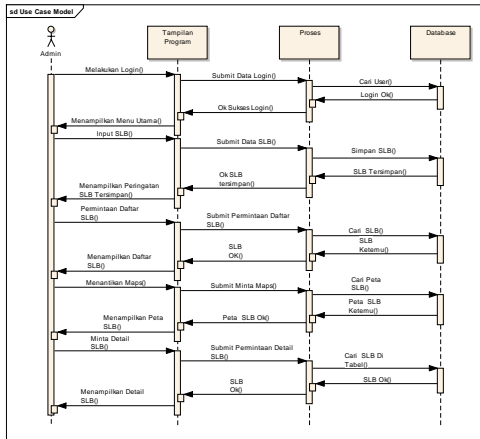 sd Use Case Model
Admin
Tampilan
Program
Proses
Database
Melakukan Login()
Submit Data Login()
Cari User()
Login Ok()
Ok Sukses Login()
Menampilkan Menu Utama()
Input SLB()
Submit Data SLB()
Simpan SLB()
SLB Tersimpan()
Ok SLB
tersimpan()
Menampilkan Peringatan
SLB Tersimpan()
Permintaan Daftar
SLB()
Submit Permintaan Daftar
SLB()
Cari SLB()
SLB
Ketemu()
SLB
OK()
Menampilkan Daftar
SLB()
Menantikan Maps()
Submit Minta Maps()
Cari Peta
SLB()
Peta SLB
Ketemu()
Peta SLB Ok()
Menampilkan Peta
SLB()
Minta Detail
SLB()
Submit Permintaan Detail
SLB()
Cari SLB Di
Tabel()
SLB Ok()
SLB
Ok()
Menampilkan Detail
SLB()